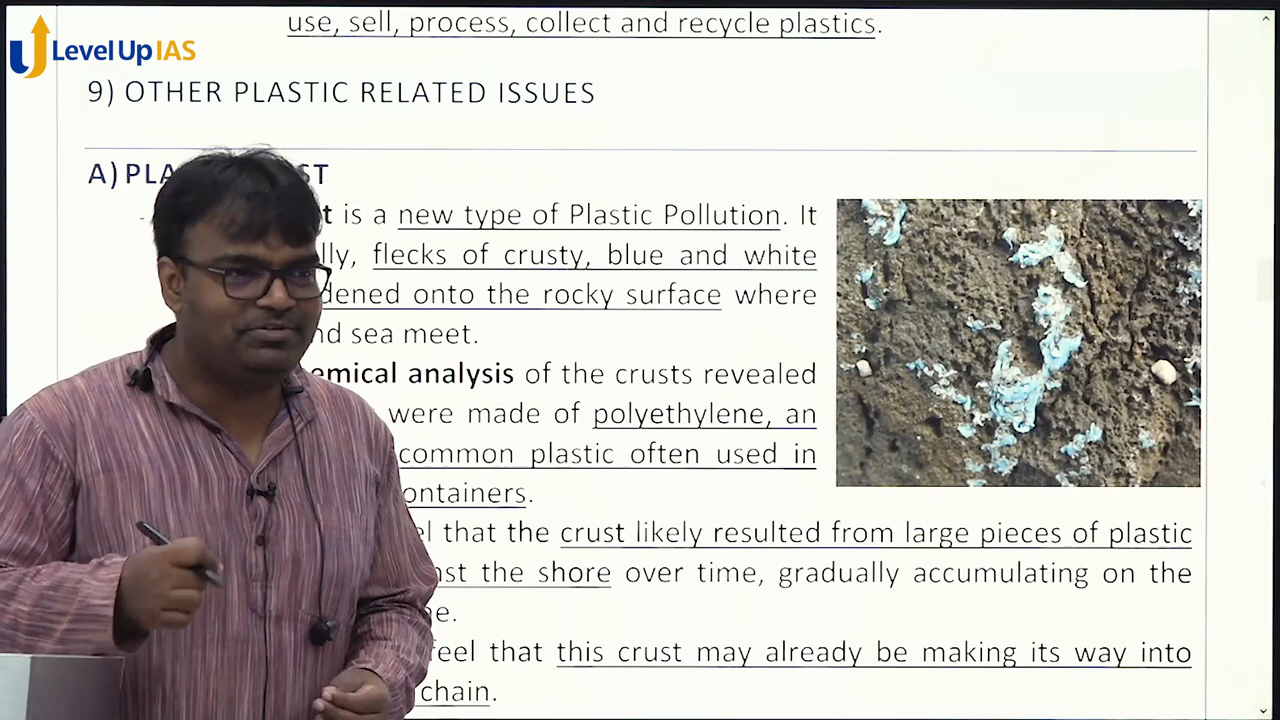 use, sell, process, collect and recycle plastics.
Level Up IAS
9) OTHER PLASTIC RELATED ISSUES
A) PLA ST
t is a new type of Plastic Pollution. It
lly, flecks of crusty, blue and white
dened onto the rocky surface where
nd sea meet.
emical analysis of the crusts revealed
were made of polyethylene, an
common plastic often used in
ontainers.
el that the crust likely resulted from large pieces of plastic
nst the shore over time, gradually accumulating on the
e.
feel that this crust may already be making its way into
chain.